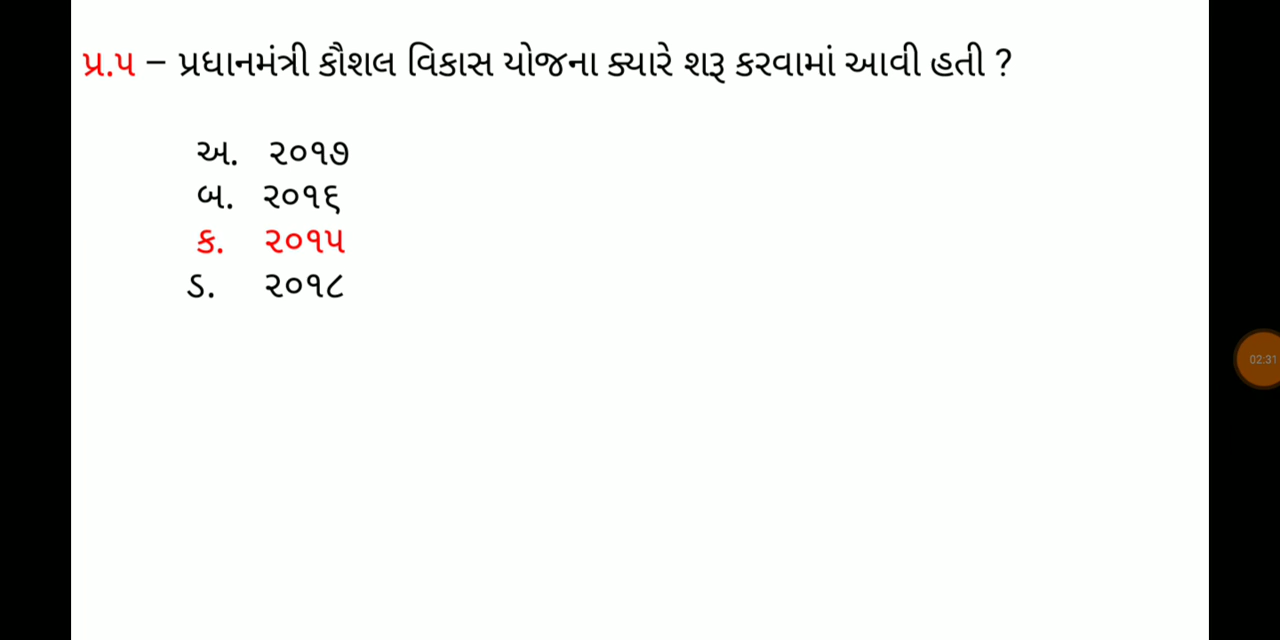 પ્ર.૫ – પ્રધાનમંત્રી કૌશલ વિકાસ યોજના ક્યારે શરૂ કરવામાં આવી હતી ?
અ. ૨૦૧૭
બ. ૨૦૧૬
ક. ૨૦૧૫
ડ. ૨૦૧૮
02:31